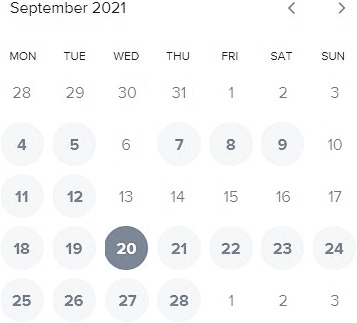 September 2021
MON TUE WED THU FRI SAT SUN
28 29 30 31 1 2 3
4 5 6 7 8 9 10
11 12 13 14 15 16 17
18 19 20 21 22 23 24
25 26 27 28 1 2 3